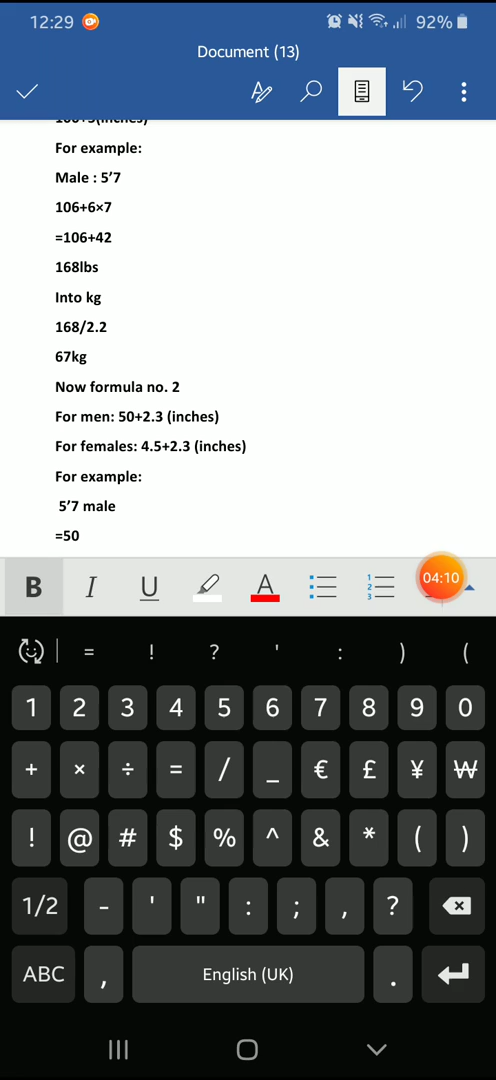 12:29
92%
Document (13)
100+5(inches)
For example:
Male : 5’7
106+6×7
=106+42
168lbs
Into kg
168/2.2
67kg
Now formula no. 2
For men: 50+2.3 (inches)
For females: 4.5+2.3 (inches)
For example:
5’7 male
=50
B I U A 04:10
= ! ? ' : ) (
1 2 3 4 5 6 7 8 9 0
+ × ÷ = / _ € £ ¥ ₩
! @ # $ % ^ & * ( )
1/2 - ' " : ; , ?
ABC , English (UK) .